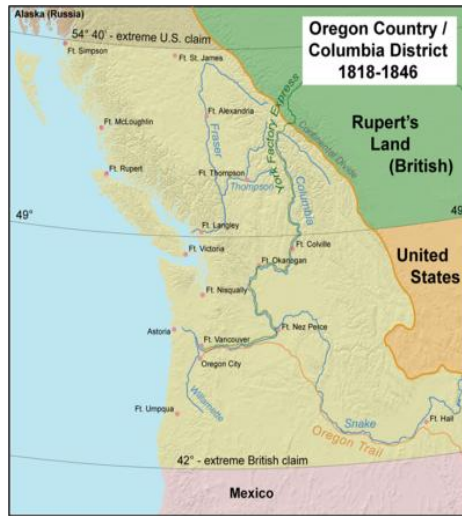 Alaska (Russia)
54° 40' - extreme U.S. claim
Ft. Simpson
Ft. St. James
Oregon Country /
Columbia District
1818-1846
Ft. Alexandria
York Factory Express
Continental Divide
Rupert's
Land
(British)
Ft. McLoughlin
Fraser
Ft. Rupert
Ft. Thompson
Thompson
Columbia
49°
49
Ft. Langley
Ft. Victoria
Ft. Colville
Ft. Okanogan
United
States
Ft. Nisqually
Astoria
Ft. Vancouver
Ft. Nez Perce
Oregon City
Willamette
Ft. Umpqua
Snake
Oregon Trail
Ft. Hall
42° - extreme British claim
Mexico